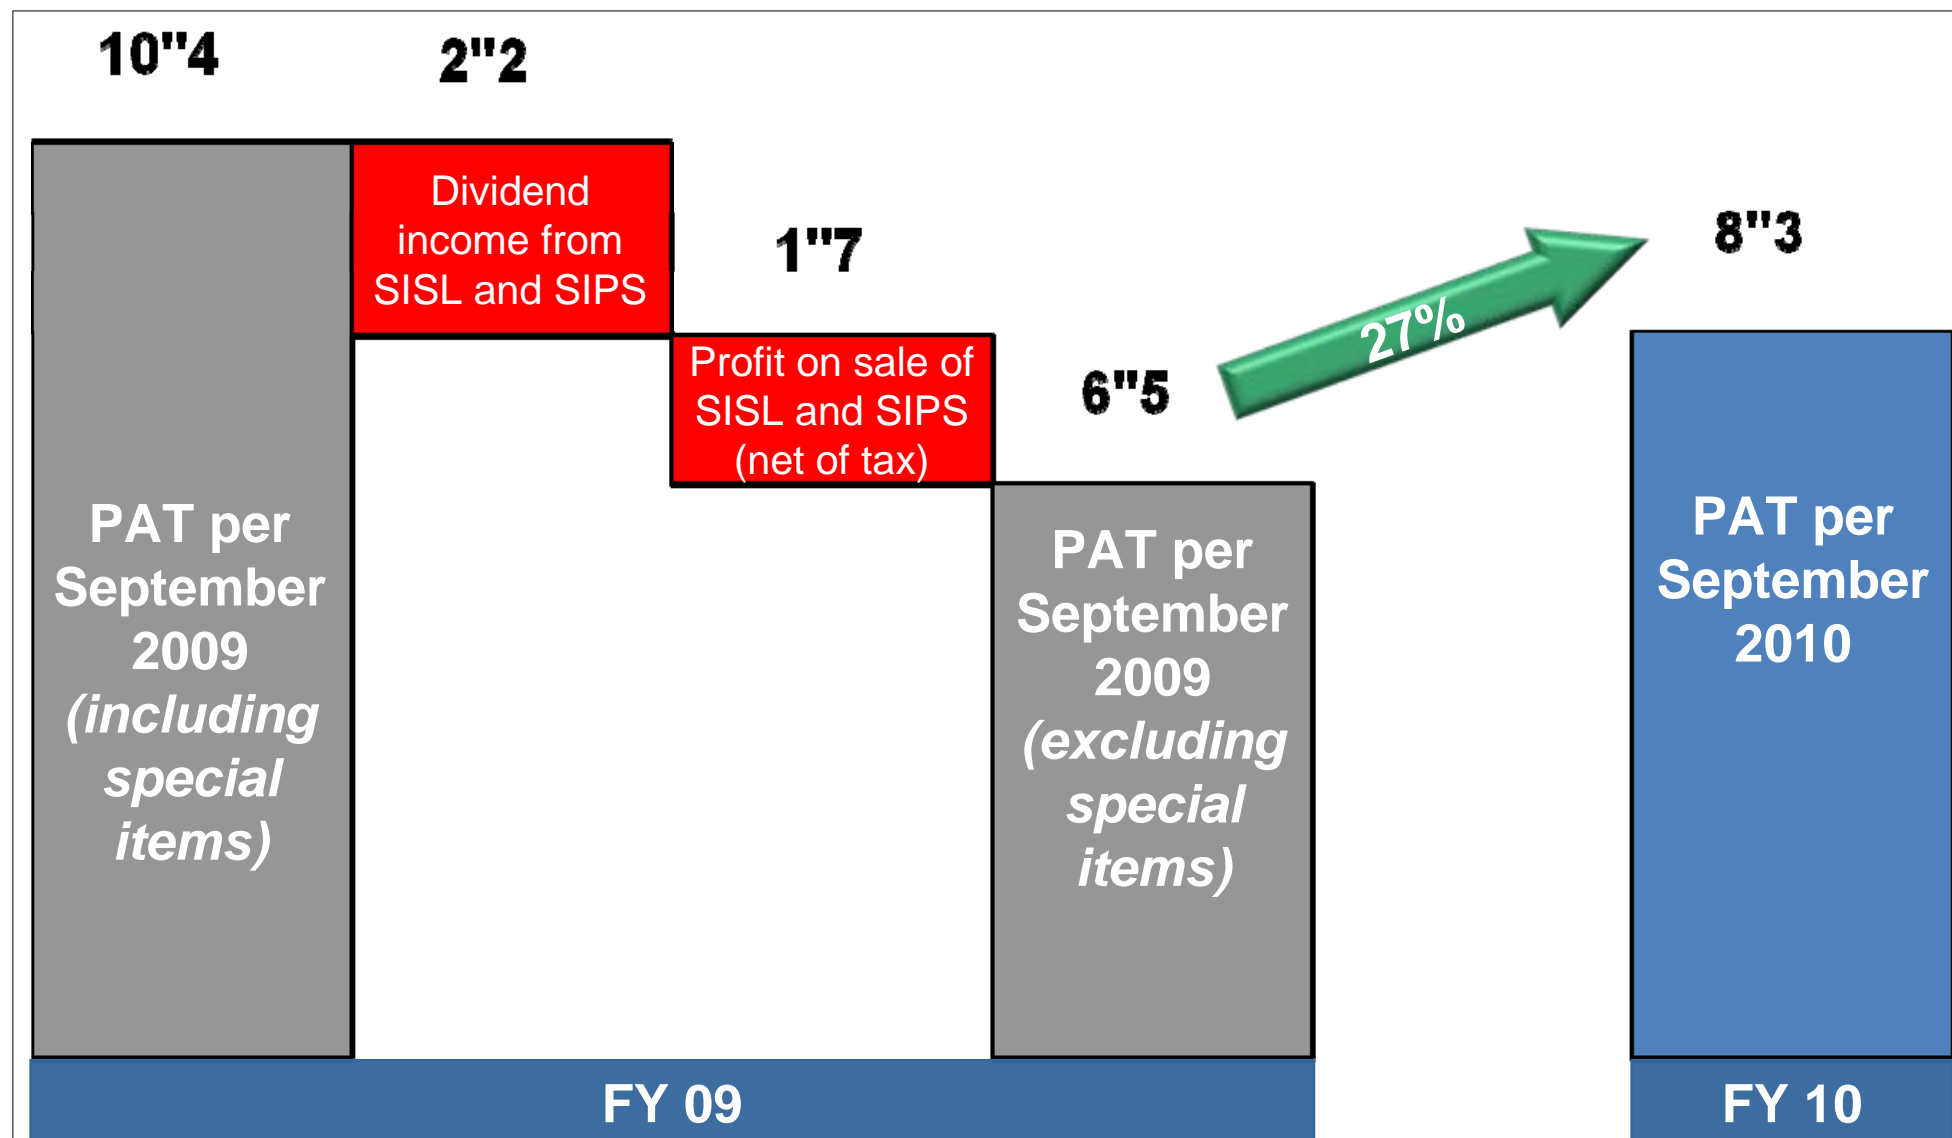 10"4
2"2
Dividend
income from
SISL and SIPS
1"7
Profit on sale of
SISL and SIPS
(net of tax)
6"5
27%
8"3
PAT per
September
2009
(including
special
items)
PAT per
September
2009
(excluding
special
items)
PAT per
September
2010
FY 09
FY 10